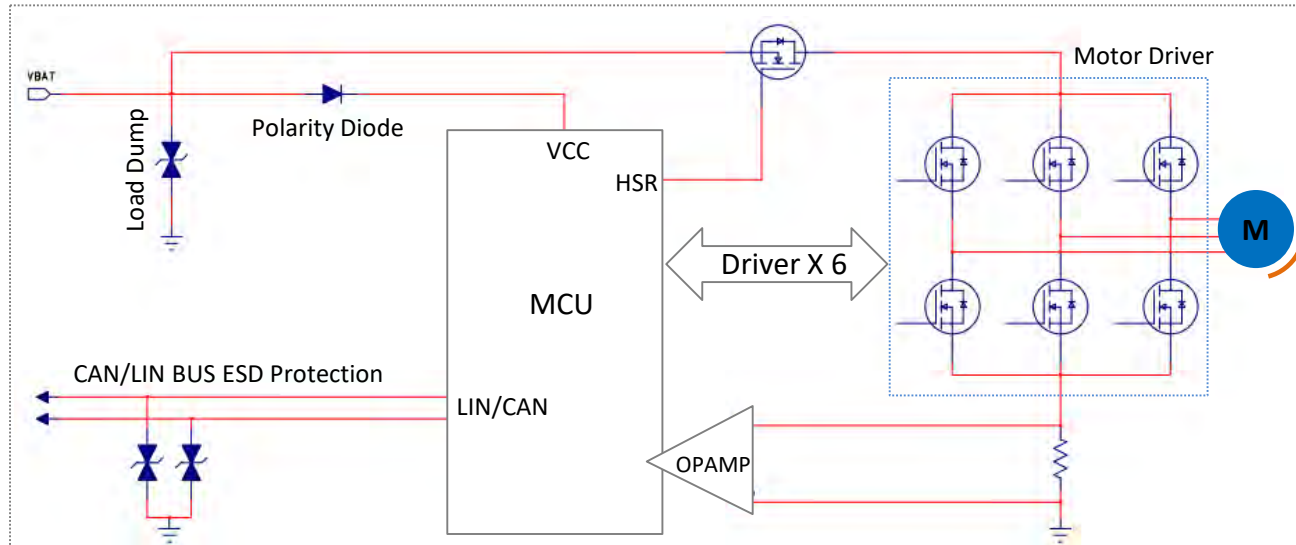 Motor Driver
VBAT
Polarity Diode
Load Dump
VCC
HSR
Driver X 6
M
MCU
CAN/LIN BUS ESD Protection
LIN/CAN
OPAMP